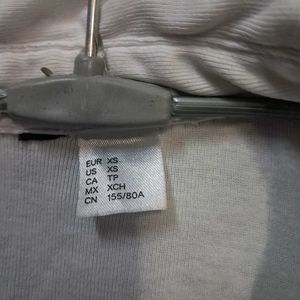 EUR XS
US XS
CA TP
MX XCH
CN 155/80A